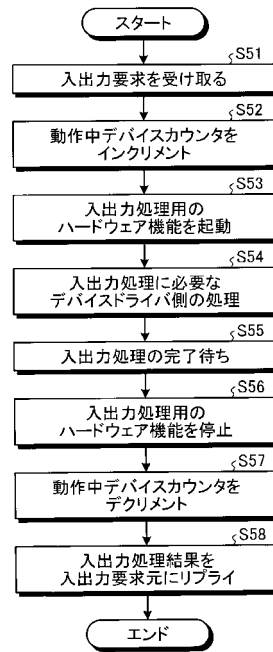 スタート
S51
入出力要求を受け取る
S52
動作中デバイスカウンタを
インクリメント
S53
入出力処理用の
ハードウェア機能を起動
S54
入出力処理に必要な
デバイスドライバ側の処理
S55
入出力処理の完了待ち
S56
入出力処理用の
ハードウェア機能を停止
S57
動作中デバイスカウンタを
デクリメント
S58
入出力処理結果を
入出力要求元にリプライ
エンド